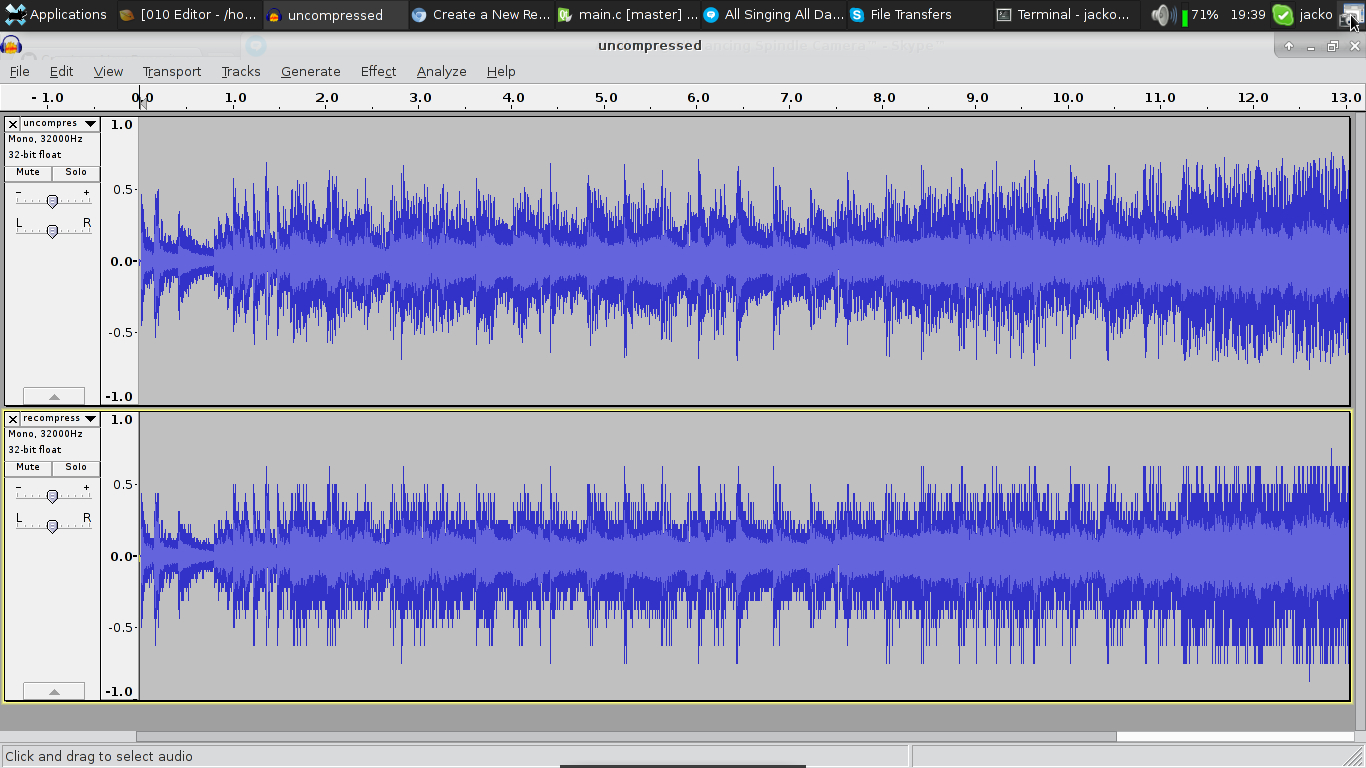 Applications [010 Editor - /ho... uncompressed Create a New Re... main.c [master] ... All Singing All Da... File Transfers Terminal - jacko... 71% 19:39 jacko
uncompressed
File Edit View Transport Tracks Generate Effect Analyze Help
- 1.0 0.0 1.0 2.0 3.0 4.0 5.0 6.0 7.0 8.0 9.0 10.0 11.0 12.0 13.0
uncompres 1.0
Mono, 32000Hz
32-bit float
Mute Solo
- + 0.5
L R
0.0
-0.5
-1.0
recompress 1.0
Mono, 32000Hz
32-bit float
Mute Solo
- + 0.5
L R
0.0
-0.5
-1.0
Click and drag to select audio